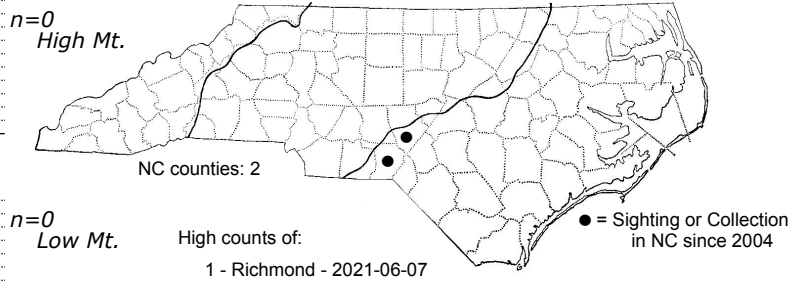 n=0
High Mt.
NC counties: 2
n=0
Low Mt.
High counts of:
1 - Richmond - 2021-06-07
● = Sighting or Collection
in NC since 2004